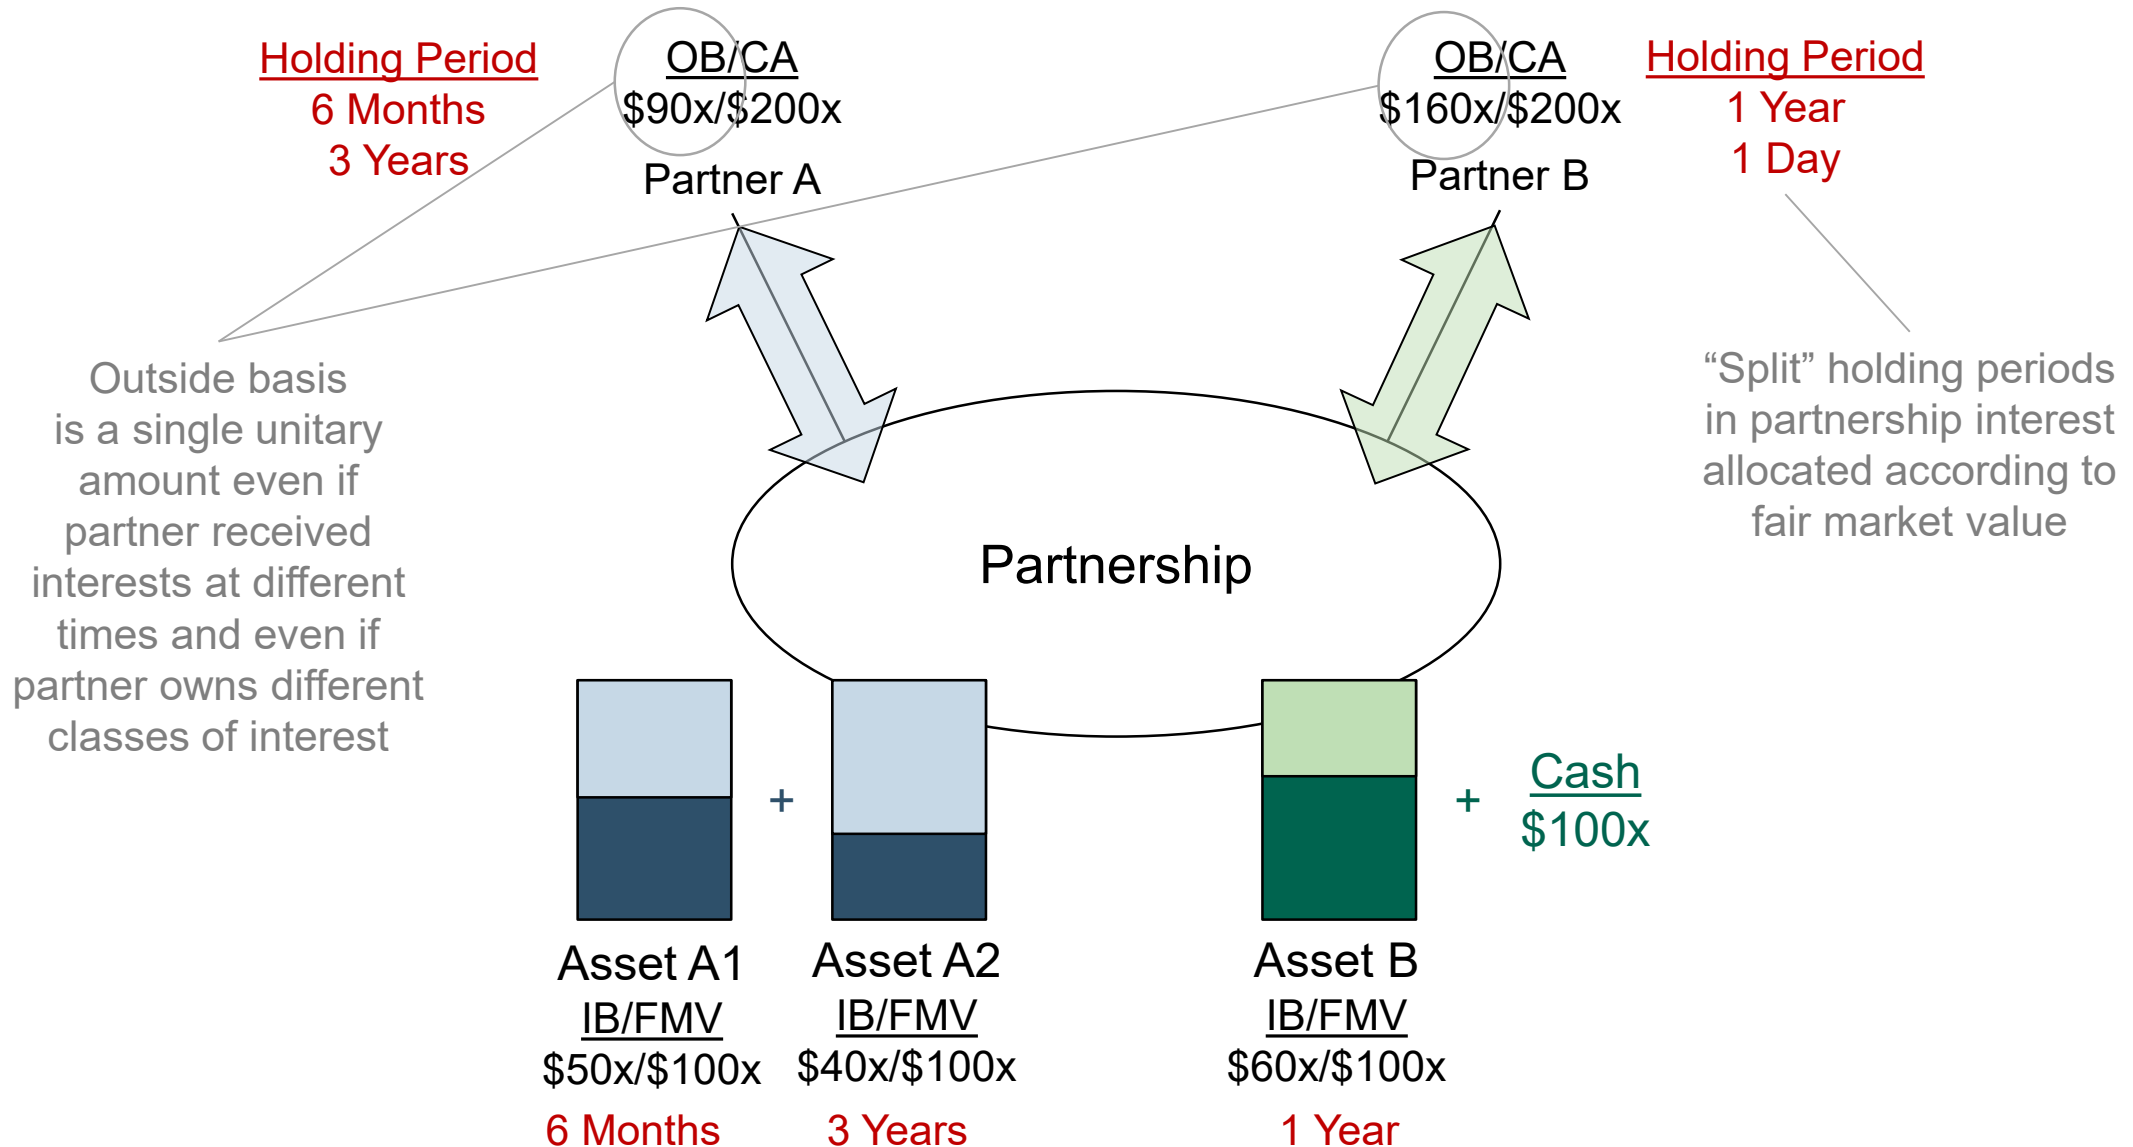 Holding Period
6 Months
3 Years
OB/CA
$90x/$200x
Partner A
OB/CA
$160x/$200x
Partner B
Holding Period
1 Year
1 Day
Outside basis
is a single unitary
amount even if
partner received
interests at different
times and even if
partner owns different
classes of interest
“Split” holding periods
in partnership interest
allocated according to
fair market value
Partnership
+
+
Cash
$100x
Asset A1
IB/FMV
$50x/$100x
6 Months
Asset A2
IB/FMV
$40x/$100x
3 Years
Asset B
IB/FMV
$60x/$100x
1 Year